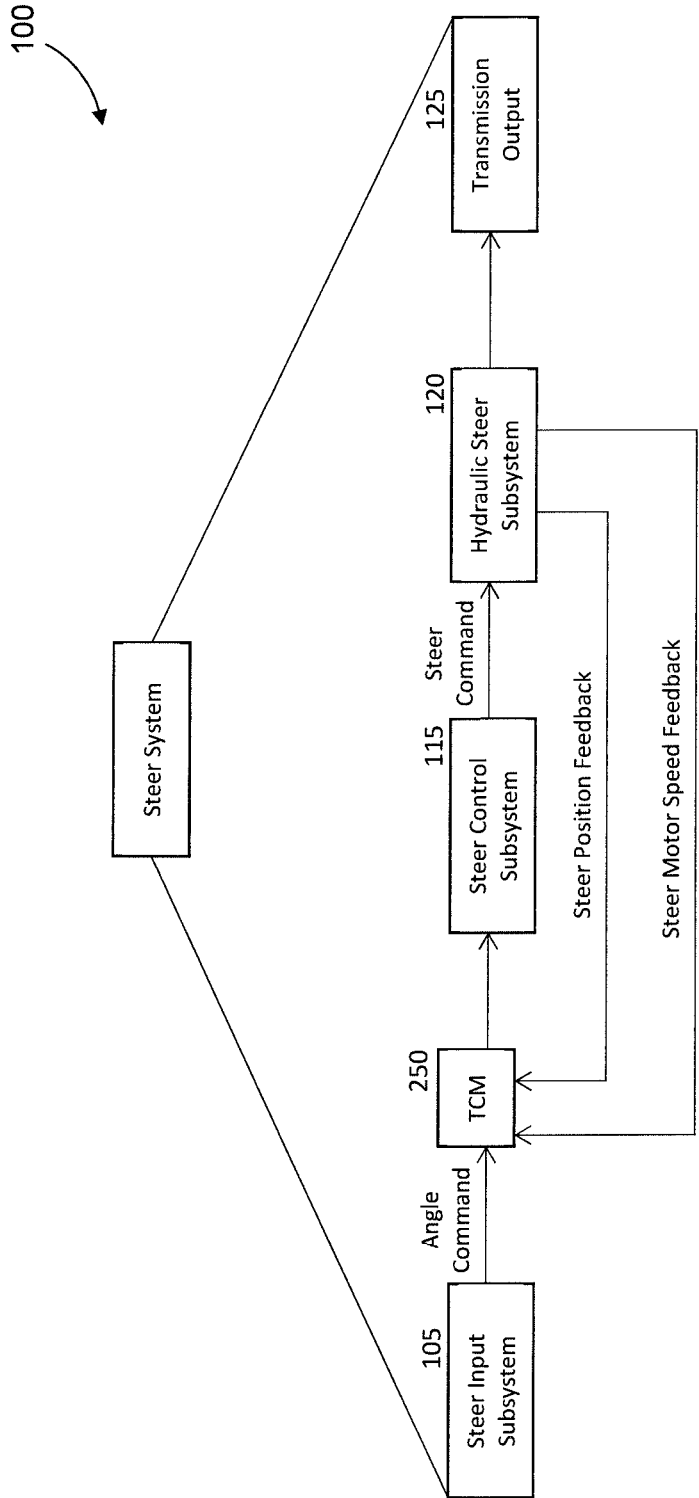 100
Steer System
105
Steer Input
Subsystem
Angle
Command
250
TCM
115
Steer Control
Subsystem
Steer
Command
120
Hydraulic Steer
Subsystem
125
Transmission
Output
Steer Position Feedback
Steer Motor Speed Feedback